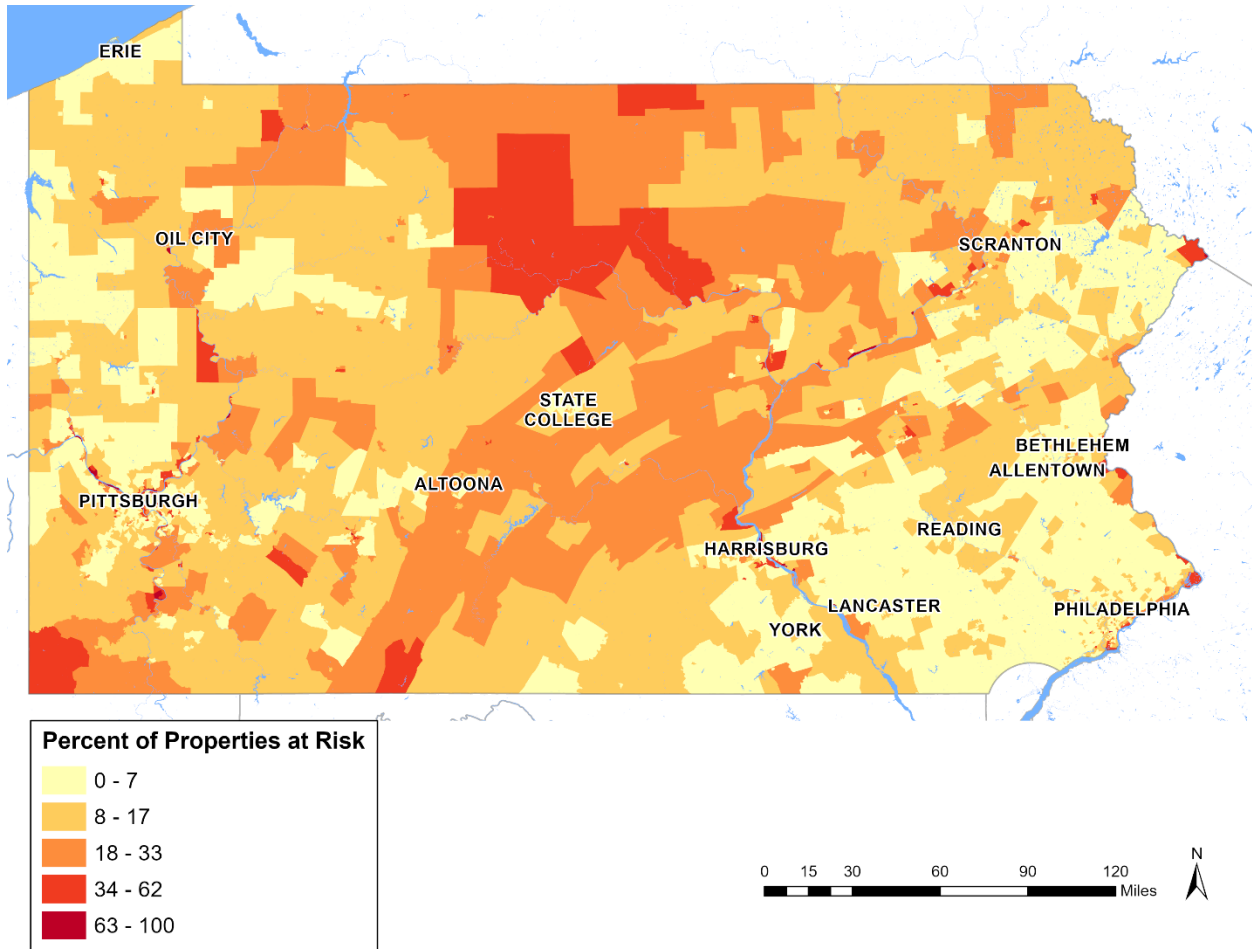 ERIE
OIL CITY
SCRANTON
STATE
COLLEGE
BETHLEHEM
ALLENTOWN
ALTOONA
PITTSBURGH
READING
HARRISBURG
LANCASTER
PHILADELPHIA
YORK
Percent of Properties at Risk
0 - 7
8 - 17
18 - 33
34 - 62
63 - 100
N
0 15 30 60 90 120
Miles